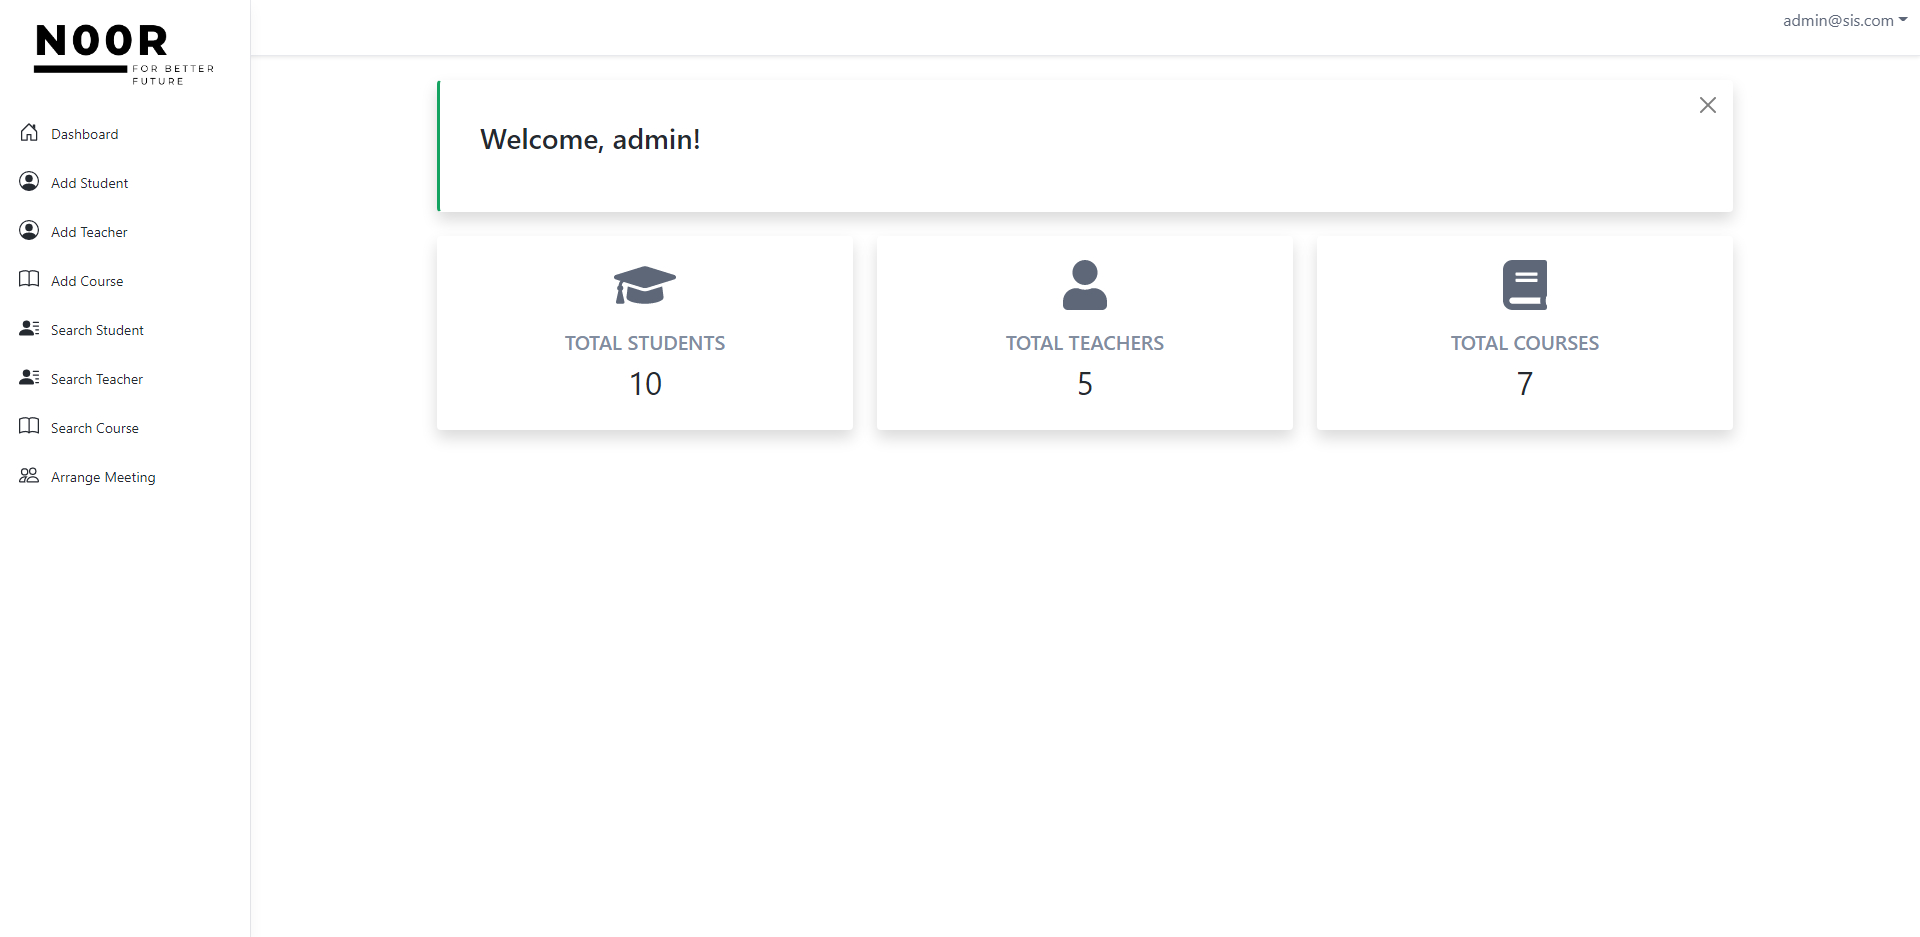 N00R
FOR BETTER
FUTURE
admin@sis.com
Dashboard
Add Student
Add Teacher
Add Course
Search Student
Search Teacher
Search Course
Arrange Meeting
Welcome, admin!
TOTAL STUDENTS
10
TOTAL TEACHERS
5
TOTAL COURSES
7